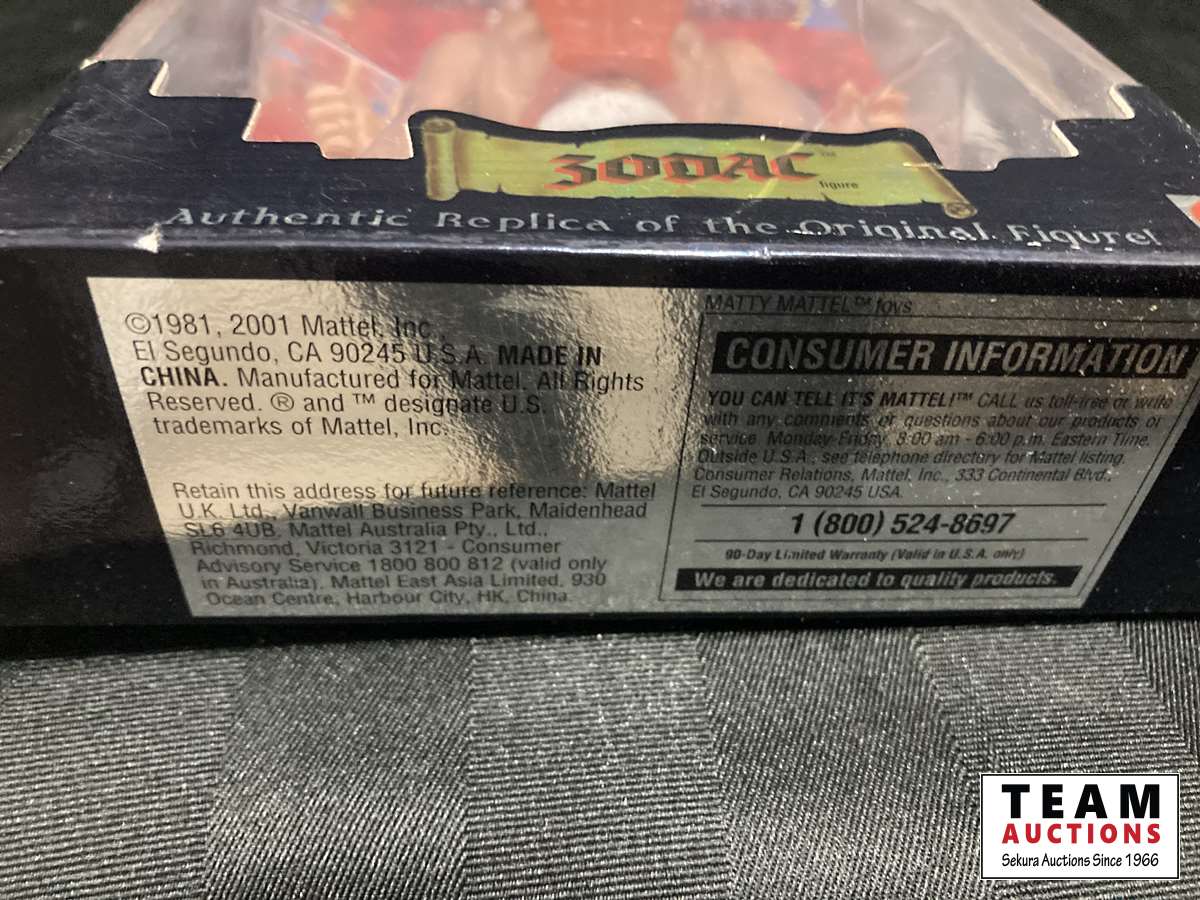 ZODAC™
figure
Authentic Replica of the Original Figure!
©1981, 2001 Mattel, Inc.,
El Segundo, CA 90245 U.S.A. MADE IN
CHINA. Manufactured for Mattel. All Rights
Reserved. ® and ™ designate U.S.
trademarks of Mattel, Inc.
Retain this address for future reference: Mattel
U.K. Ltd., Vanwall Business Park, Maidenhead
SL6 4UB. Mattel Australia Pty., Ltd.,
Richmond, Victoria 3121 - Consumer
Advisory Service 1800 800 812 (valid only
in Australia). Mattel East Asia Limited, 930
Ocean Centre, Harbour City, HK, China.
MATTY MATTEL™ toys
CONSUMER INFORMATION
YOU CAN TELL IT'S MATTEL!™ CALL us toll-free or write
with any comments or questions about our products or
service. Monday-Friday, 8:00 am - 6:00 p.m. Eastern Time.
Outside U.S.A., see telephone directory for Mattel listing.
Consumer Relations, Mattel, Inc., 333 Continental Blvd.,
El Segundo, CA 90245 USA.
1 (800) 524-8697
90-Day Limited Warranty (Valid in U.S.A. only)
We are dedicated to quality products.
TEAM
AUCTIONS
Sekura Auctions Since 1966